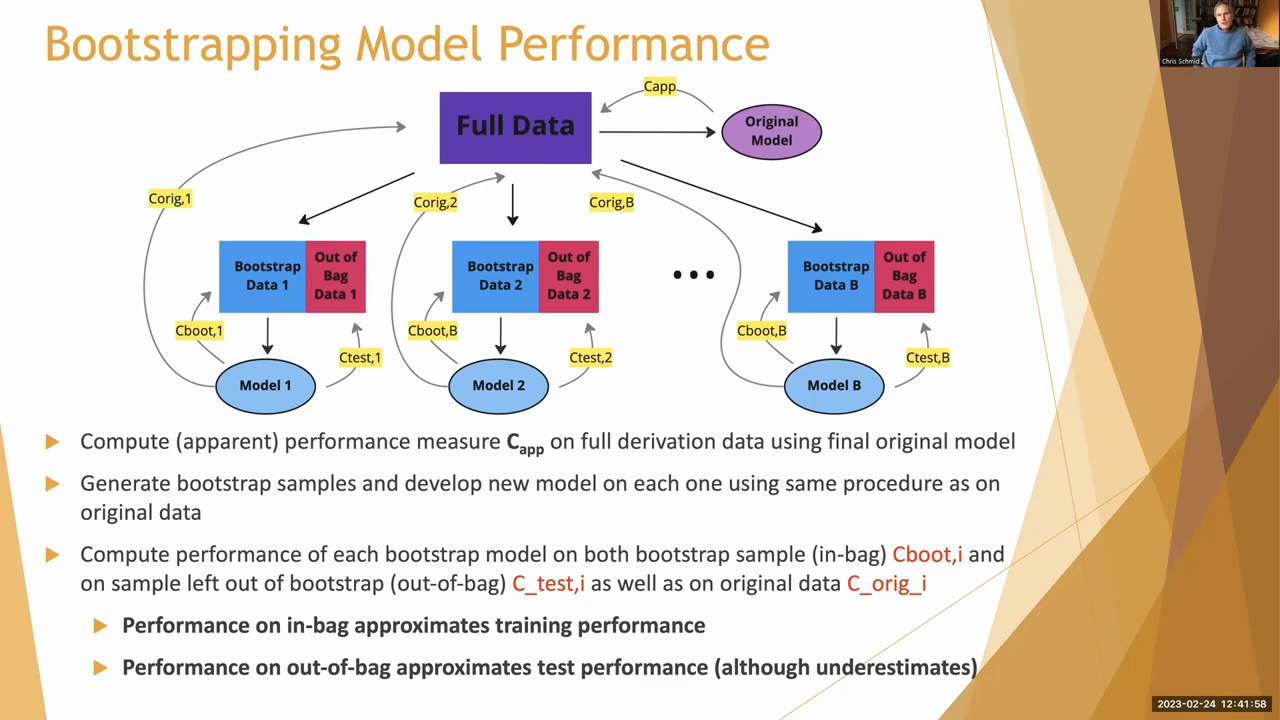 Bootstrapping Model Performance
Chris Schmid
Capp
Full Data
Original
Model
Corig,1
Corig,2
Corig,B
Bootstrap
Data 1
Out of
Bag
Data 1
Bootstrap
Data 2
Out of
Bag
Data 2
...
Bootstrap
Data B
Out of
Bag
Data B
Cboot,1
Ctest,1
Cboot,B
Ctest,2
Cboot,B
Ctest,B
Model 1
Model 2
Model B
Compute (apparent) performance measure Capp on full derivation data using final original model
Generate bootstrap samples and develop new model on each one using same procedure as on
original data
Compute performance of each bootstrap model on both bootstrap sample (in-bag) Cboot,i and
on sample left out of bootstrap (out-of-bag) C_test,i as well as on original data C_orig_i
Performance on in-bag approximates training performance
Performance on out-of-bag approximates test performance (although underestimates)
2023-02-24 12:41:58